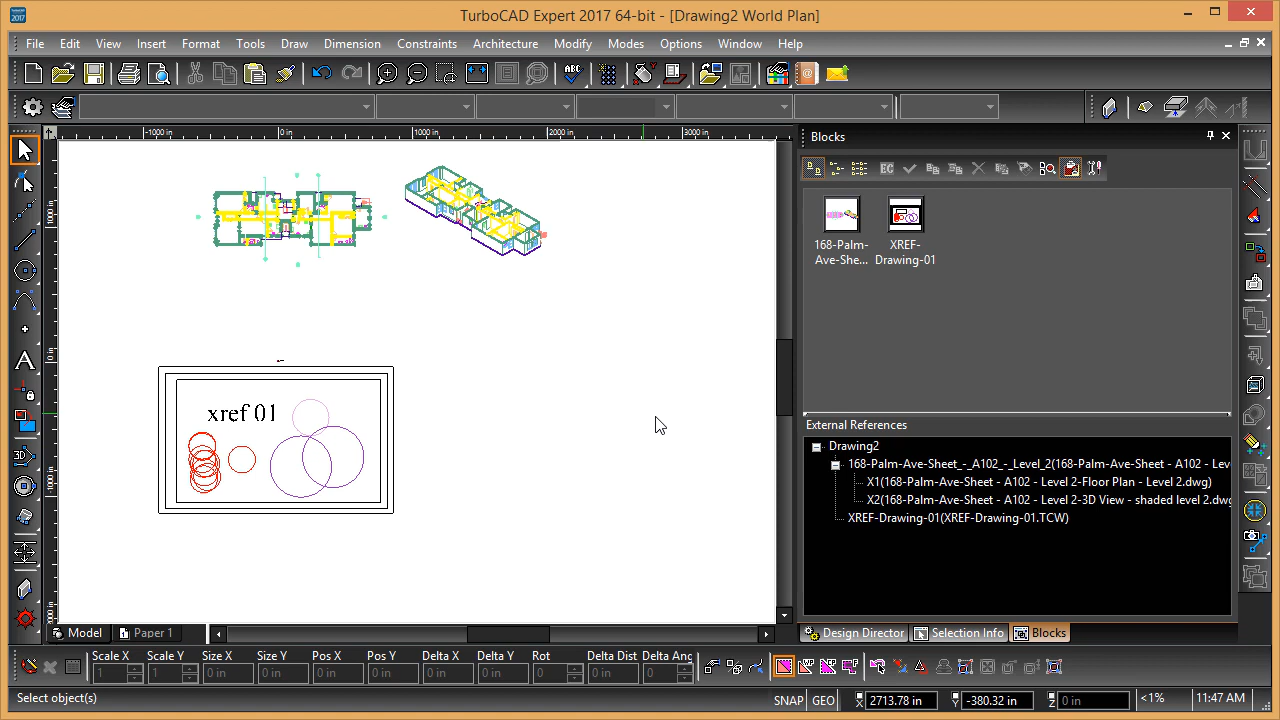 2017
TurboCAD Expert 2017 64-bit - [Drawing2 World Plan]
File Edit View Insert Format Tools Draw Dimension Constraints Architecture Modify Modes Options Window Help
ABC
-1000 in 0 in 1000 in 2000 in 3000 in
Blocks
EC
168-Palm-
Ave-She...
XREF-
Drawing-01
xref 01
External References
Drawing2
168-Palm-Ave-Sheet_-_A102_-_Level_2(168-Palm-Ave-Sheet - A102 - Lev
X1(168-Palm-Ave-Sheet - A102 - Level 2-Floor Plan - Level 2.dwg)
X2(168-Palm-Ave-Sheet - A102 - Level 2-3D View - shaded level 2.dwg
XREF-Drawing-01(XREF-Drawing-01.TCW)
A
3D
Model Paper 1
Design Director Selection Info Blocks
Scale X Scale Y Size X Size Y Pos X Pos Y Delta X Delta Y Rot Delta Dist Delta Ang
1 1 0 in 0 in 0 in 0 in 0 in 0 in 0 0 in 0
Select object(s)
SNAP GEO X 2713.78 in Y -380.32 in Z 0 in <1% 11:47 AM